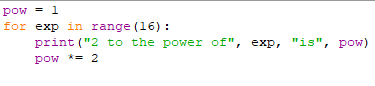 pow = 1
for exp in range(16):
    print("2 to the power of", exp, "is", pow)
    pow *= 2